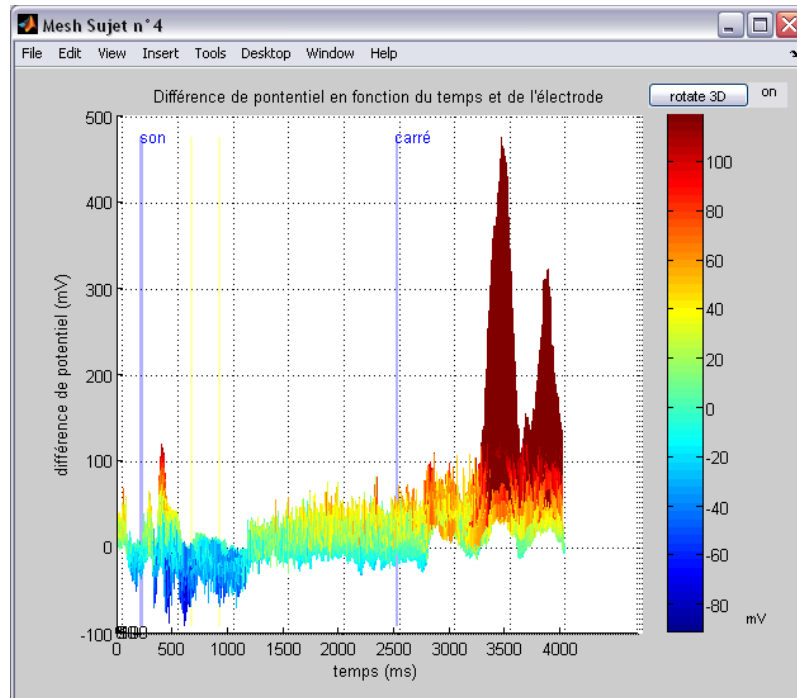 Mesh Sujet n°4
File Edit View Insert Tools Desktop Window Help
Différence de pontentiel en fonction du temps et de l'électrode
rotate 3D
on
son
carré
500
400
300
200
100
0
-100
différence de potentiel (mV)
0 500 1000 1500 2000 2500 3000 3500 4000
temps (ms)
100
80
60
40
20
0
-20
-40
-60
-80
mV